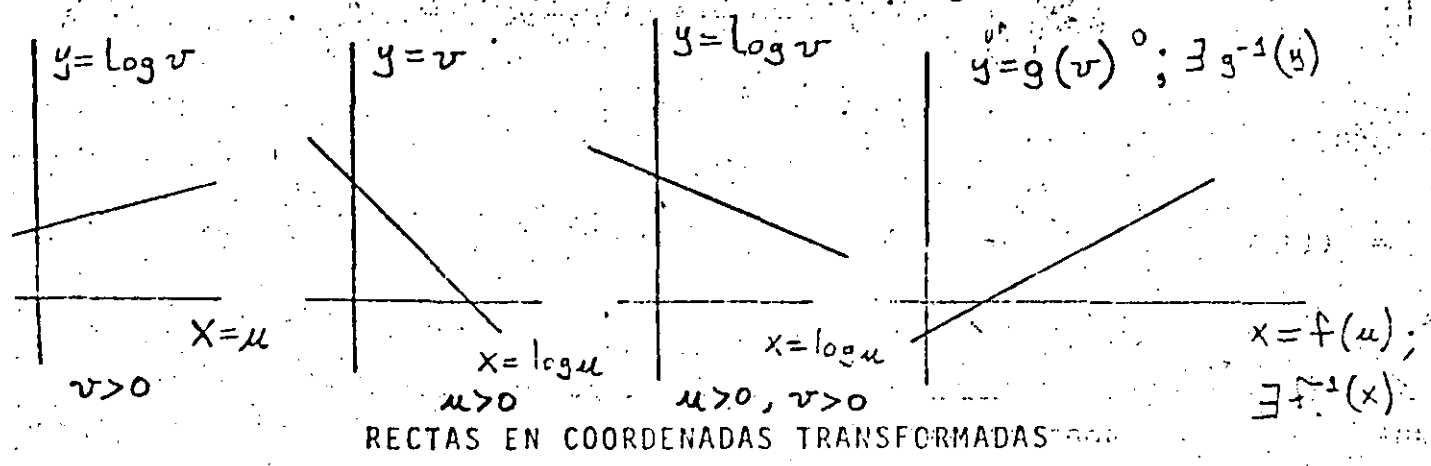 y = log v
y = v
y = log v
y = g(v) ; ∃ g⁻¹(y)
x = u
v > 0
x = log u
u > 0
x = log u
u > 0 , v > 0
x = f(u) ;
∃ f⁻¹(x)
RECTAS EN COORDENADAS TRANSFORMADAS